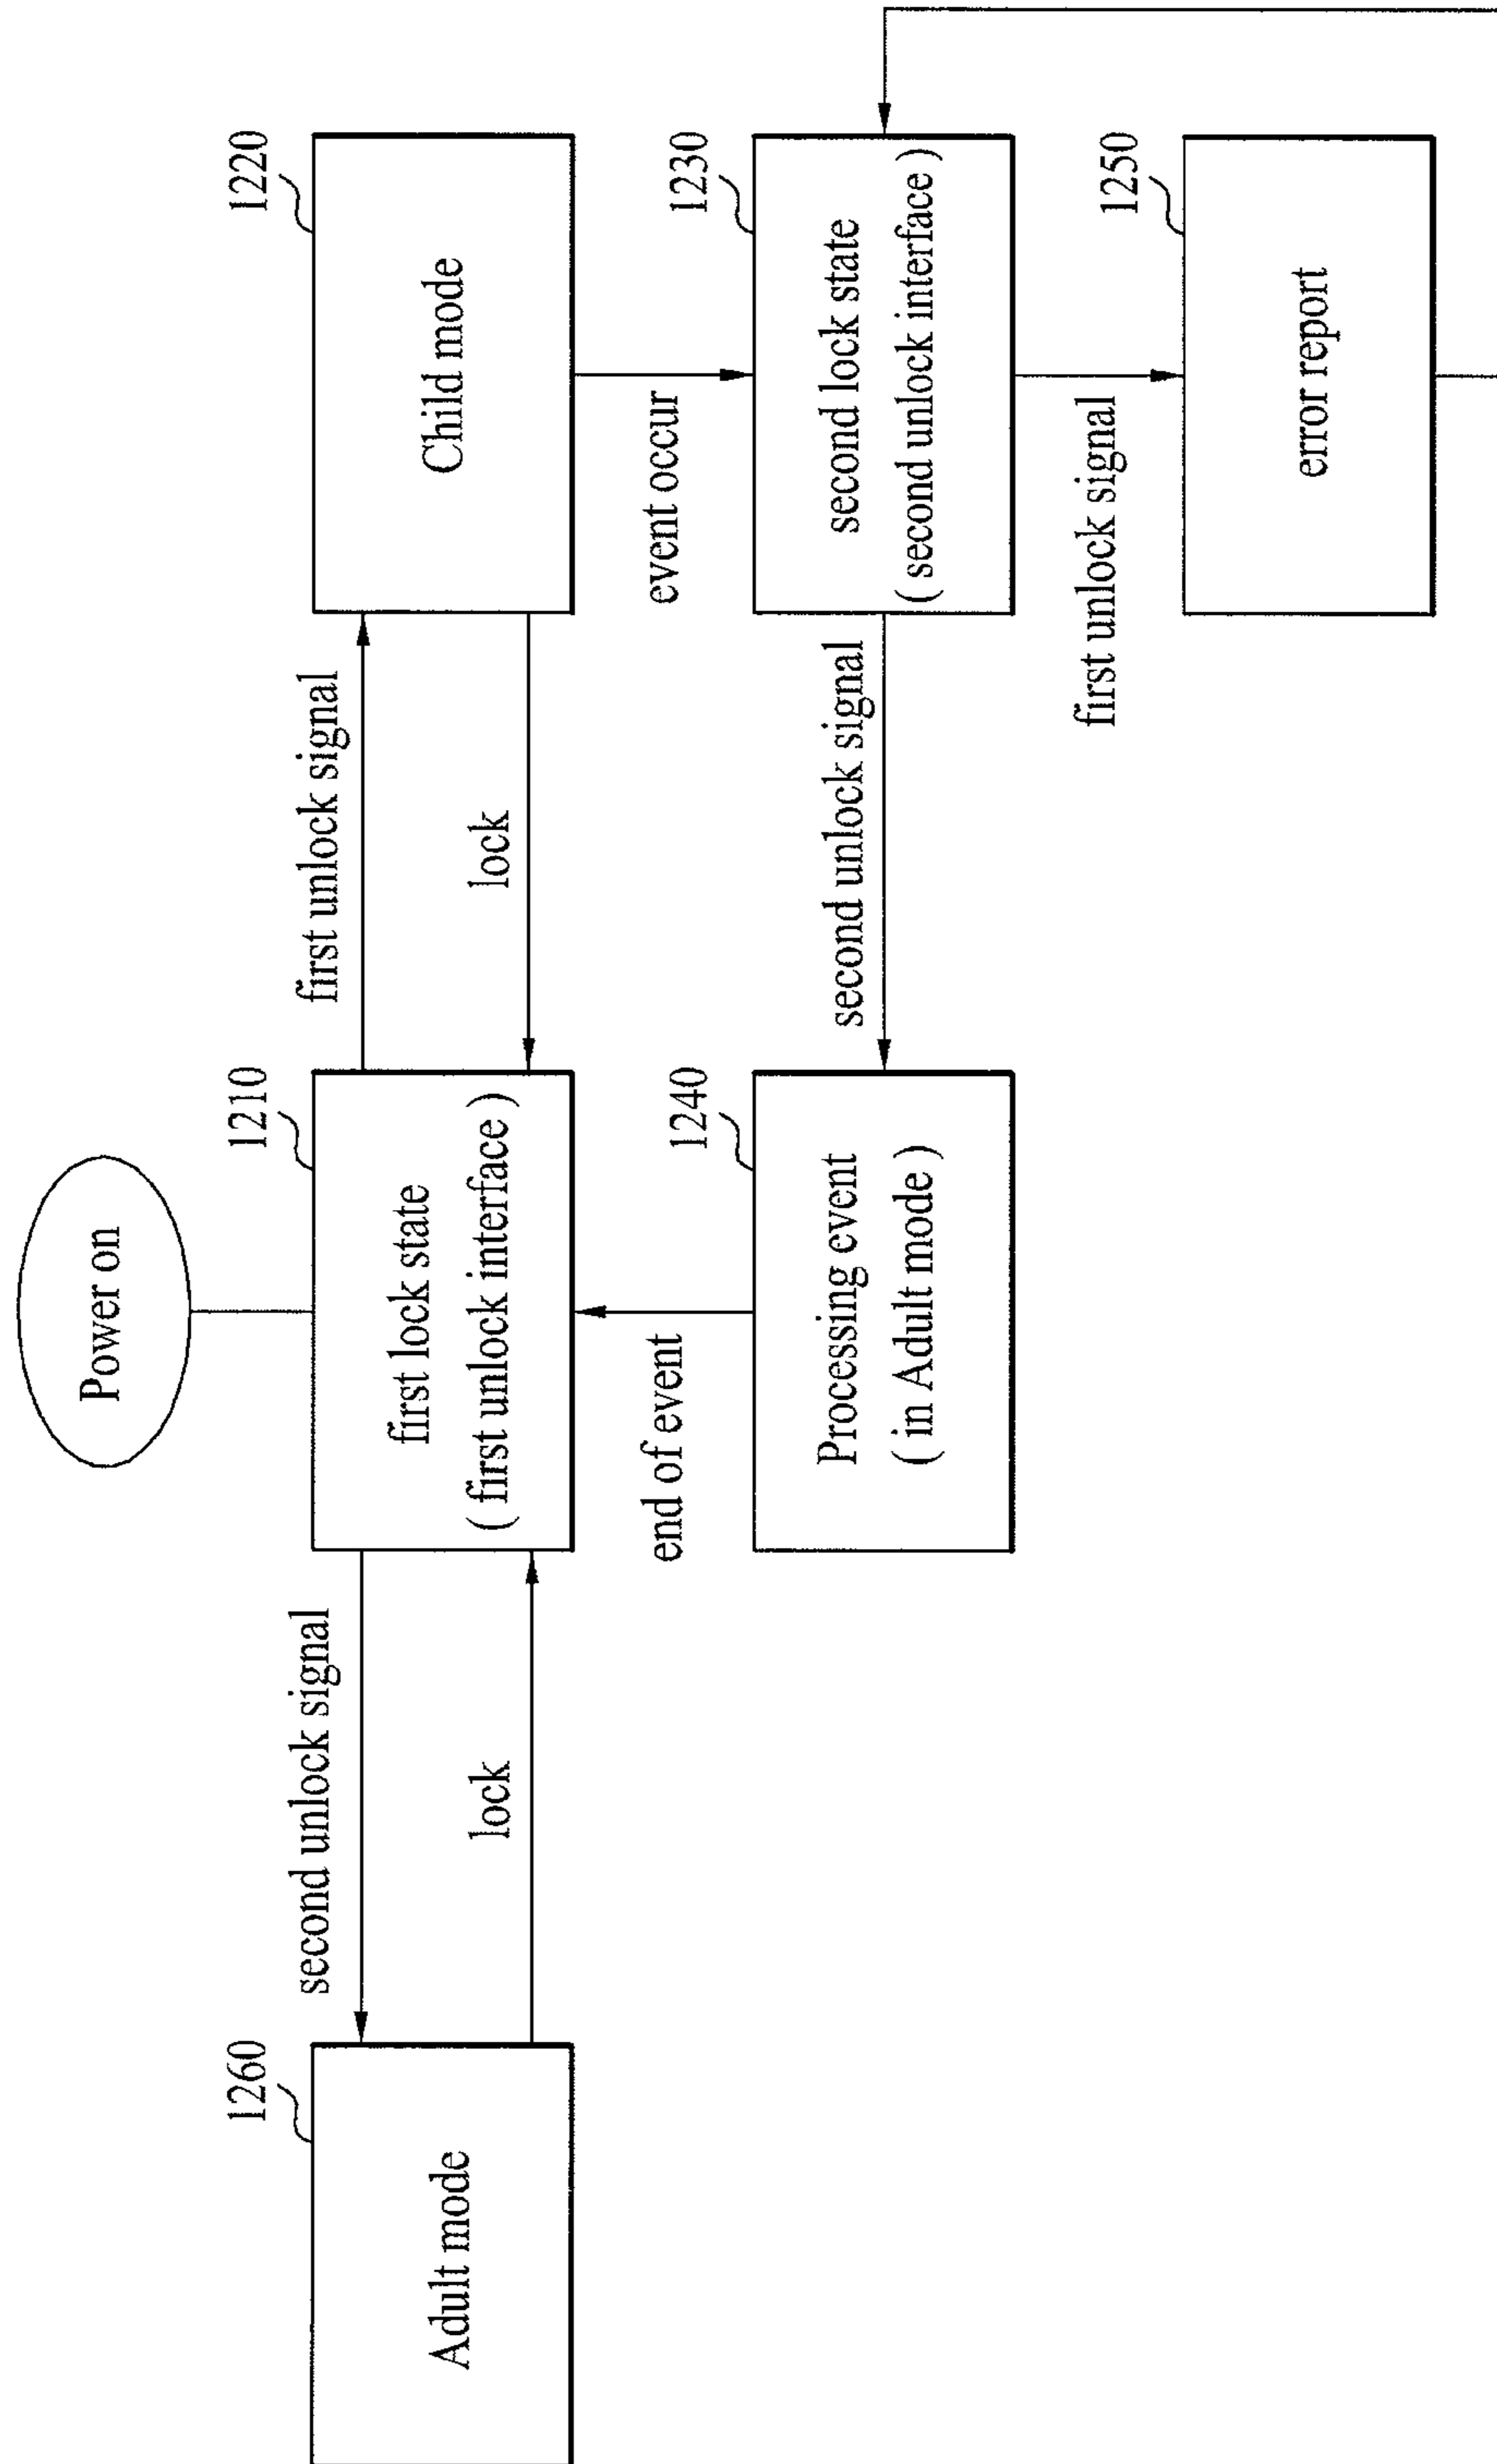 Power on
1260
second unlock signal
1210
first unlock signal
1220
Adult mode
first lock state
( first unlock interface )
Child mode
lock
lock
end of event
event occur
1240
second unlock signal
1230
Processing event
( in Adult mode )
second lock state
( second unlock interface )
first unlock signal
1250
error report